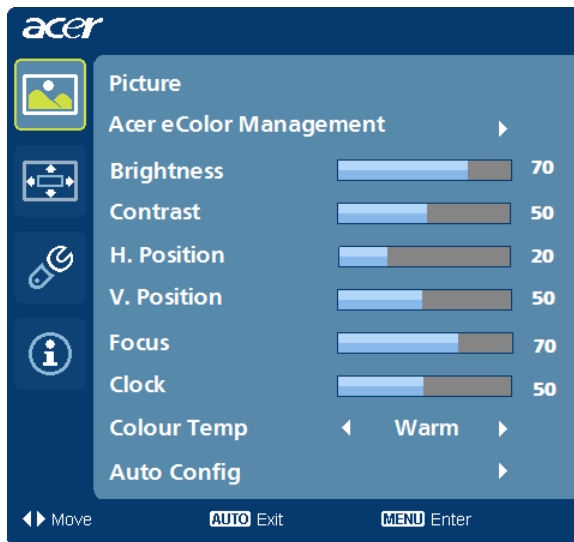 acer
Picture
Acer eColor Management
Brightness 70
Contrast 50
H. Position 20
V. Position 50
Focus 70
Clock 50
Colour Temp Warm
Auto Config
Move AUTO Exit MENU Enter